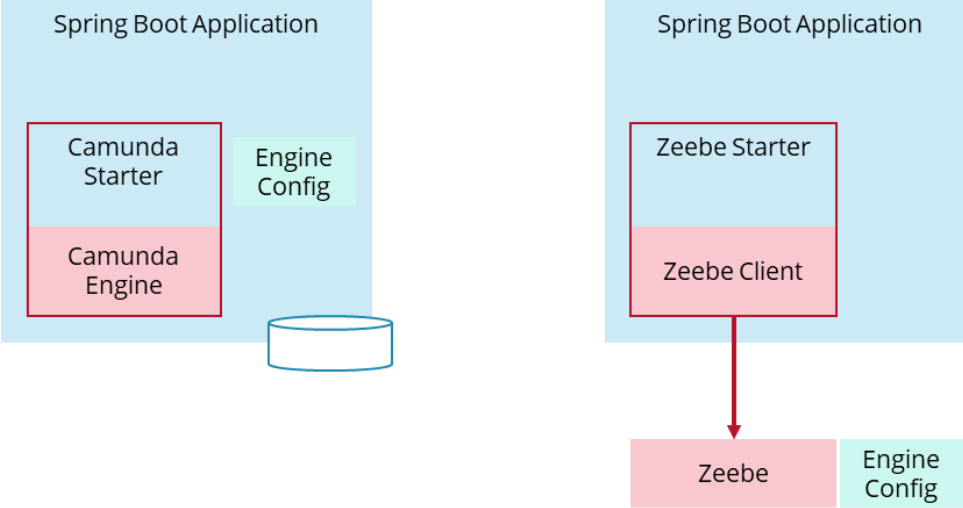 Spring Boot Application
Camunda
Starter
Engine
Config
Camunda
Engine
Spring Boot Application
Zeebe Starter
Zeebe Client
Zeebe
Engine
Config